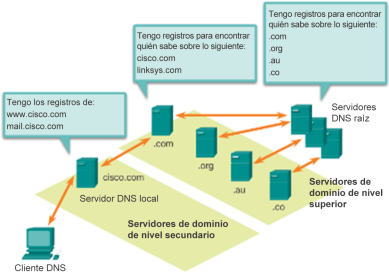 Tengo registros para encontrar
quién sabe sobre lo siguiente:
cisco.com
linksys.com
Tengo registros para encontrar
quién sabe sobre lo siguiente:
.com
.org
.au
.co
Tengo los registros de:
www.cisco.com
mail.cisco.com
Servidores
DNS raíz
.com
.org
.au
.co
cisco.com
Servidor DNS local
Servidores de
dominio de nivel
superior
Servidores de dominio
de nivel secundario
Cliente DNS